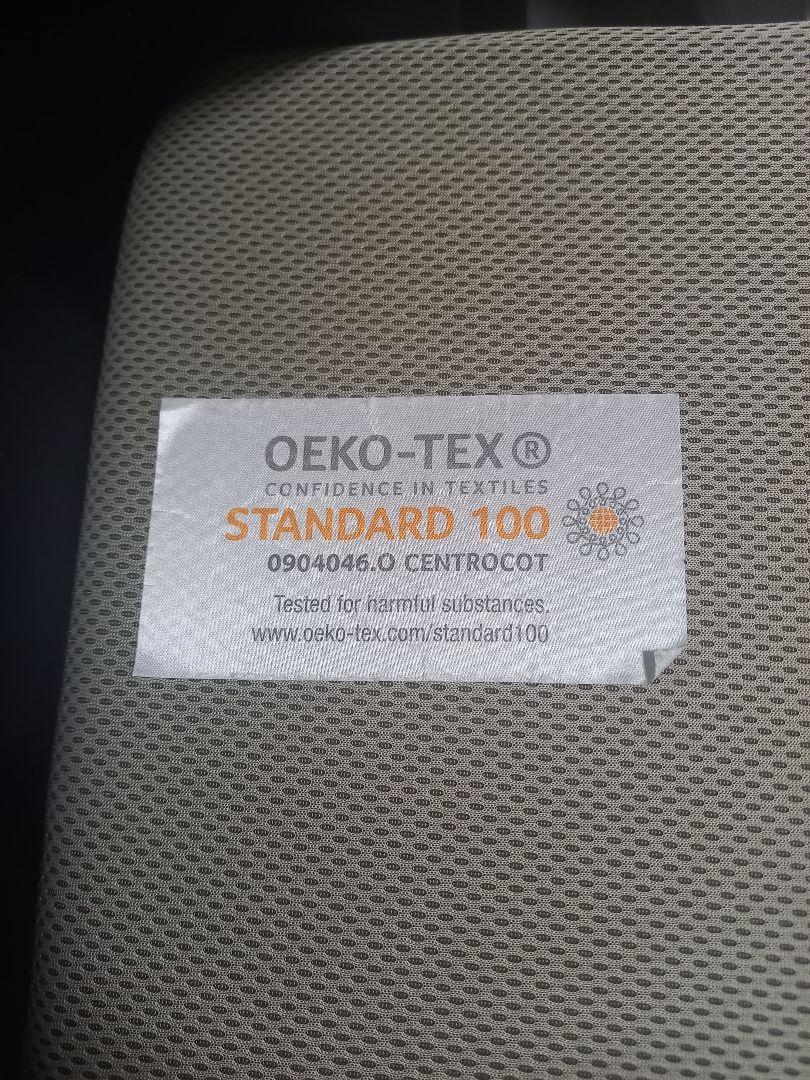 OEKO-TEX®
CONFIDENCE IN TEXTILES
STANDARD 100
0904046.O CENTROCOT
Tested for harmful substances.
www.oeko-tex.com/standard100